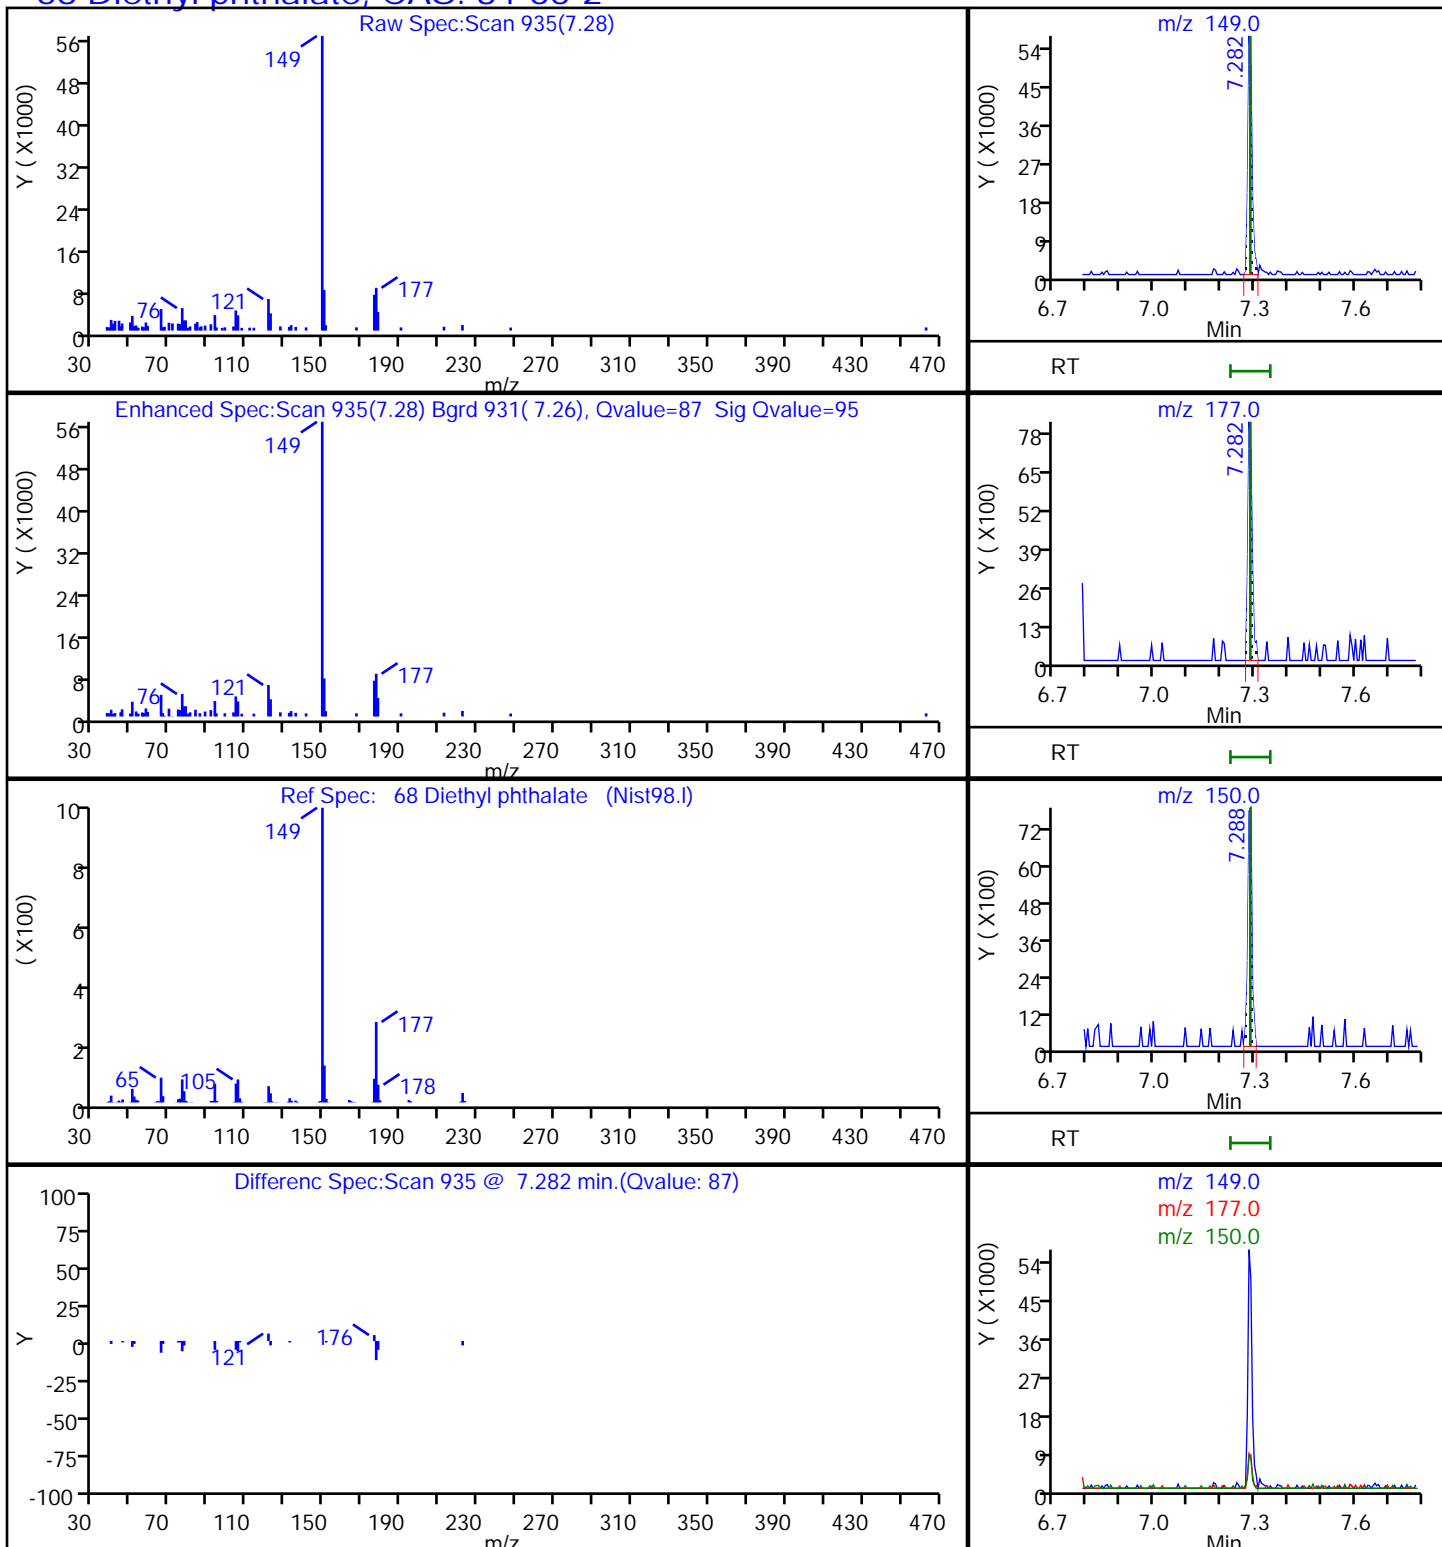 68 Diethyl phthalate, CAS: 84-66-2
Raw Spec:Scan 935(7.28)
Y ( X1000)
56
48
40
32
24
16
8
0
149
76
121
177
30 70 110 150 190 230 270 310 350 390 430 470
m/z
m/z 149.0
Y ( X1000)
54
45
36
27
18
9
0
7.282
6.7 7.0 7.3 7.6
Min
RT
Enhanced Spec:Scan 935(7.28) Bgrd 931( 7.26), Qvalue=87 Sig Qvalue=95
Y ( X1000)
56
48
40
32
24
16
8
0
149
76
121
177
30 70 110 150 190 230 270 310 350 390 430 470
m/z
m/z 177.0
Y ( X100)
78
65
52
39
26
13
0
7.282
6.7 7.0 7.3 7.6
Min
RT
Ref Spec: 68 Diethyl phthalate (Nist98.l)
( X100)
10
8
6
4
2
0
149
177
65
105
178
30 70 110 150 190 230 270 310 350 390 430 470
m/z
m/z 150.0
Y ( X100)
72
60
48
36
24
12
0
7.288
6.7 7.0 7.3 7.6
Min
RT
Differenc Spec:Scan 935 @ 7.282 min.(Qvalue: 87)
Y
100
75
50
25
0
-25
-50
-75
-100
121
176
30 70 110 150 190 230 270 310 350 390 430 470
m/z
m/z 149.0
m/z 177.0
m/z 150.0
Y ( X1000)
54
45
36
27
18
9
0
6.7 7.0 7.3 7.6
Min